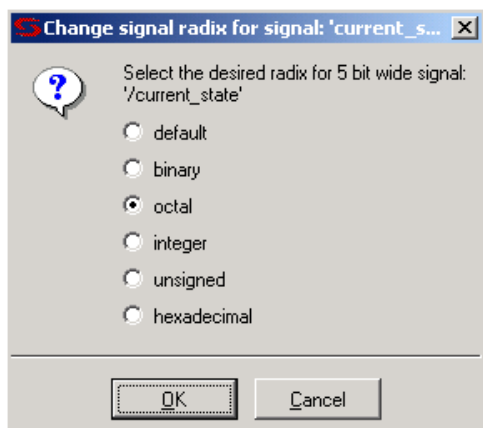 Change signal radix for signal: 'current_s...
Select the desired radix for 5 bit wide signal:
'/current_state'
default
binary
octal
integer
unsigned
hexadecimal
OK
Cancel